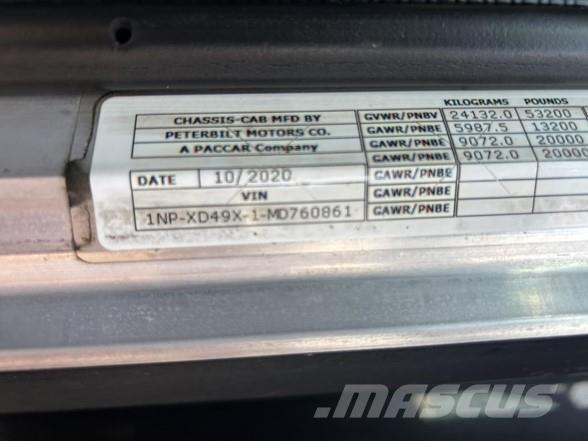 KILOGRAMS POUNDS
CHASSIS-CAB MFD BY GVWR/PNBV 24132.0 53200
PETERBILT MOTORS CO. GAWR/PNBE 5987.5 13200
A PACCAR Company GAWR/PNBE 9072.0 20000
GAWR/PNBE 9072.0 20000
DATE 10/2020 GAWR/PNBE
VIN
1NP-XD49X-1-MD760861 GAWR/PNBE
MASCUS